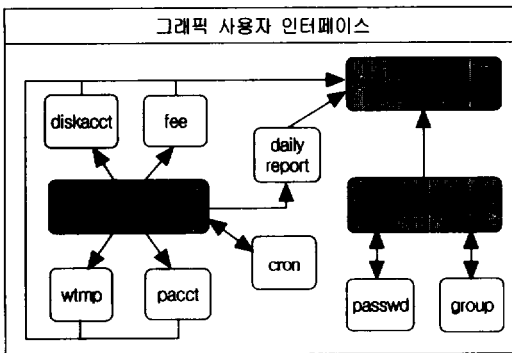 그래픽 사용자 인터페이스
diskacct
fee
daily
report
cron
wtmp
pacct
passwd
group